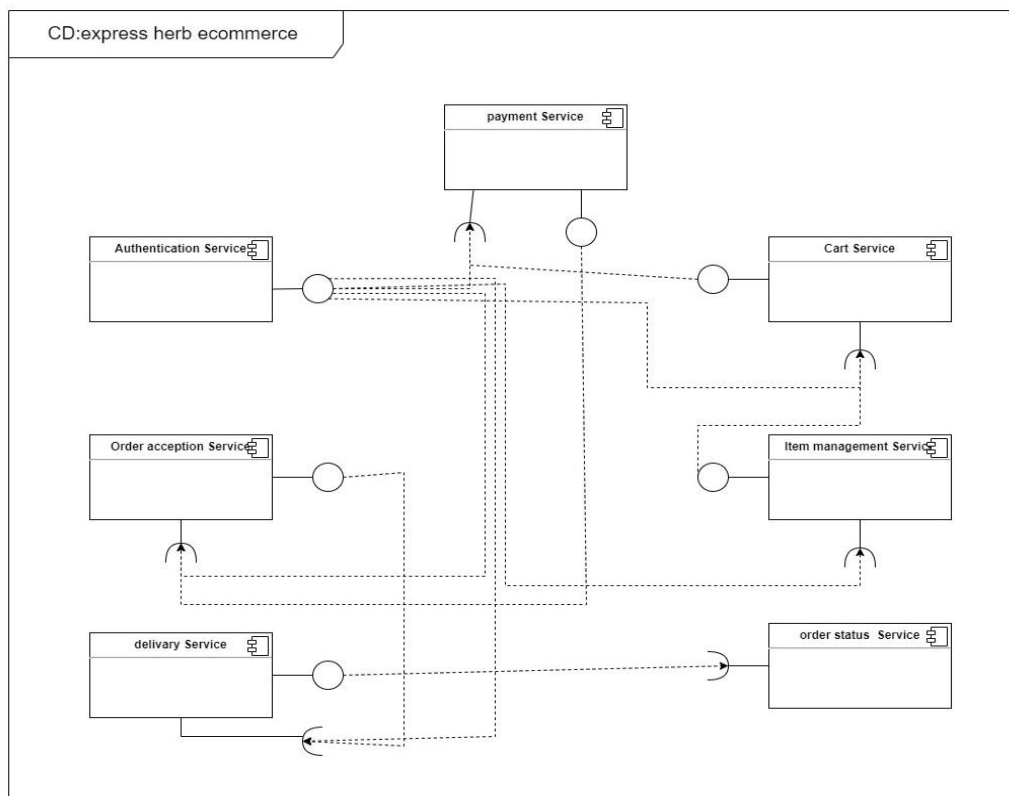 CD:express herb ecommerce
payment Service
Authentication Service
Cart Service
Order acception Service
Item management Service
delivary Service
order status Service